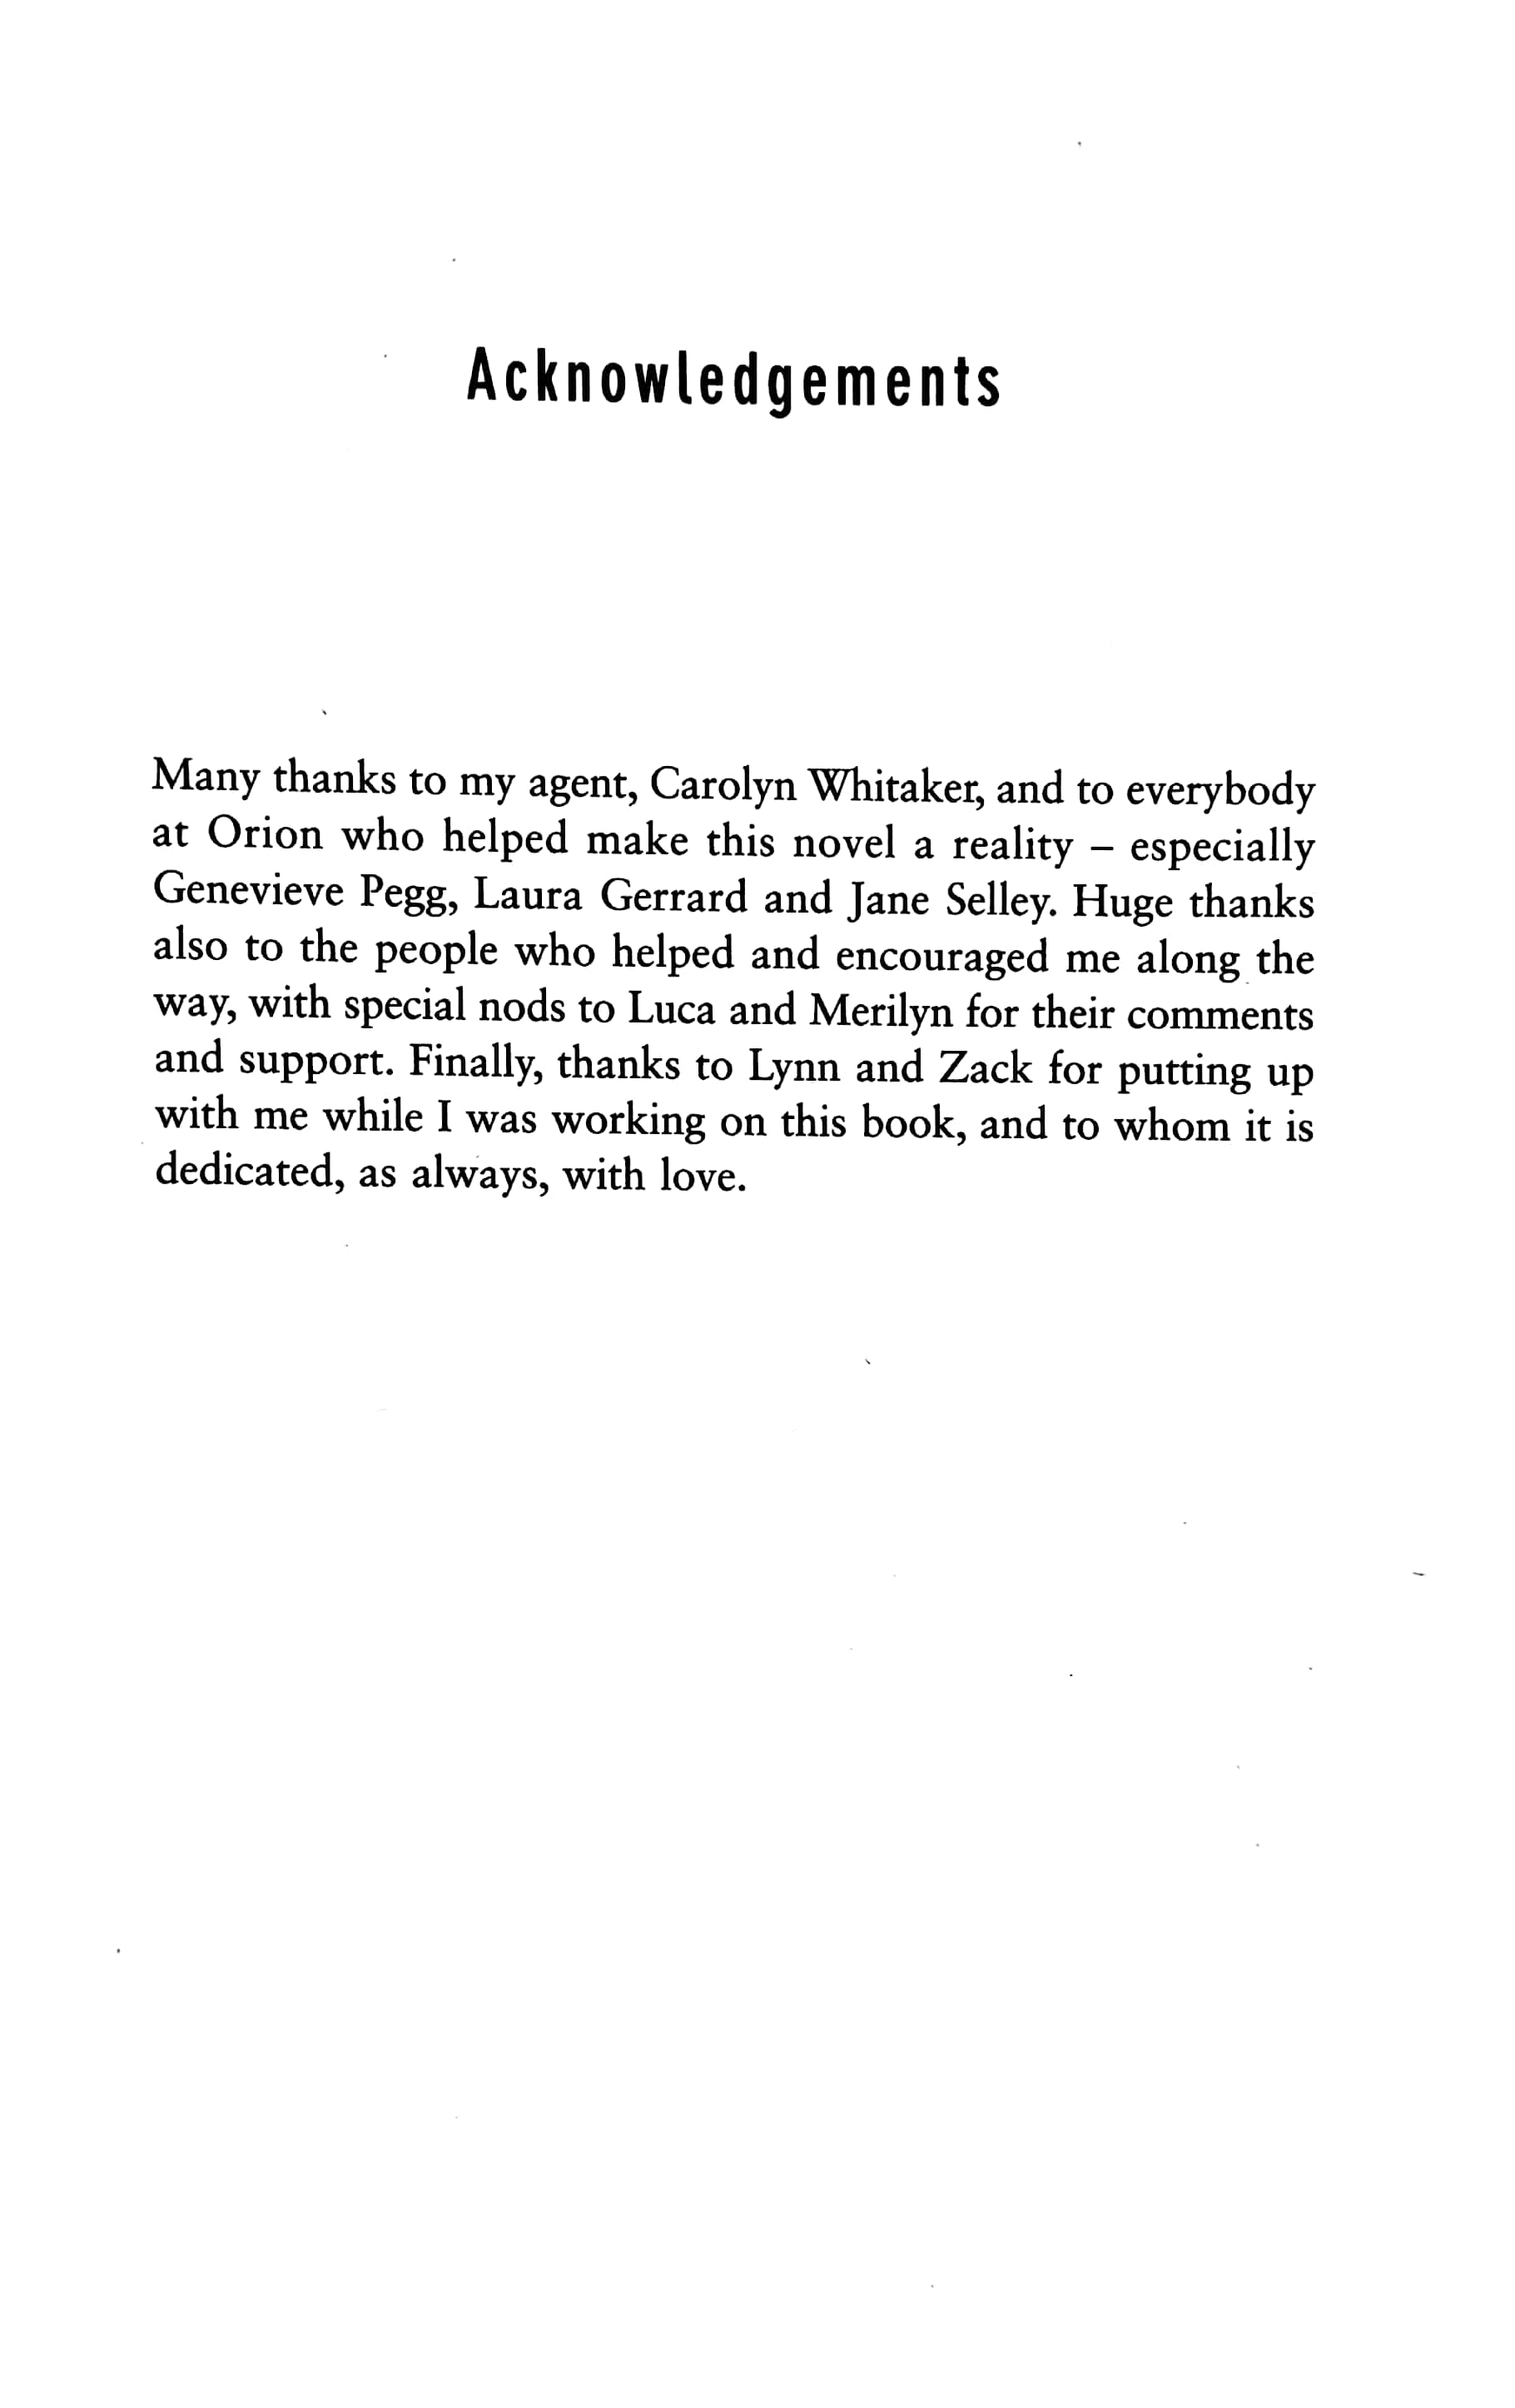 Acknowledgements
Many thanks to my agent, Carolyn Whitaker, and to everybody
at Orion who helped make this novel a reality – especially
Genevieve Pegg, Laura Gerrard and Jane Selley. Huge thanks
also to the people who helped and encouraged me along the
way, with special nods to Luca and Merilyn for their comments
and support. Finally, thanks to Lynn and Zack for putting up
with me while I was working on this book, and to whom it is
dedicated, as always, with love.